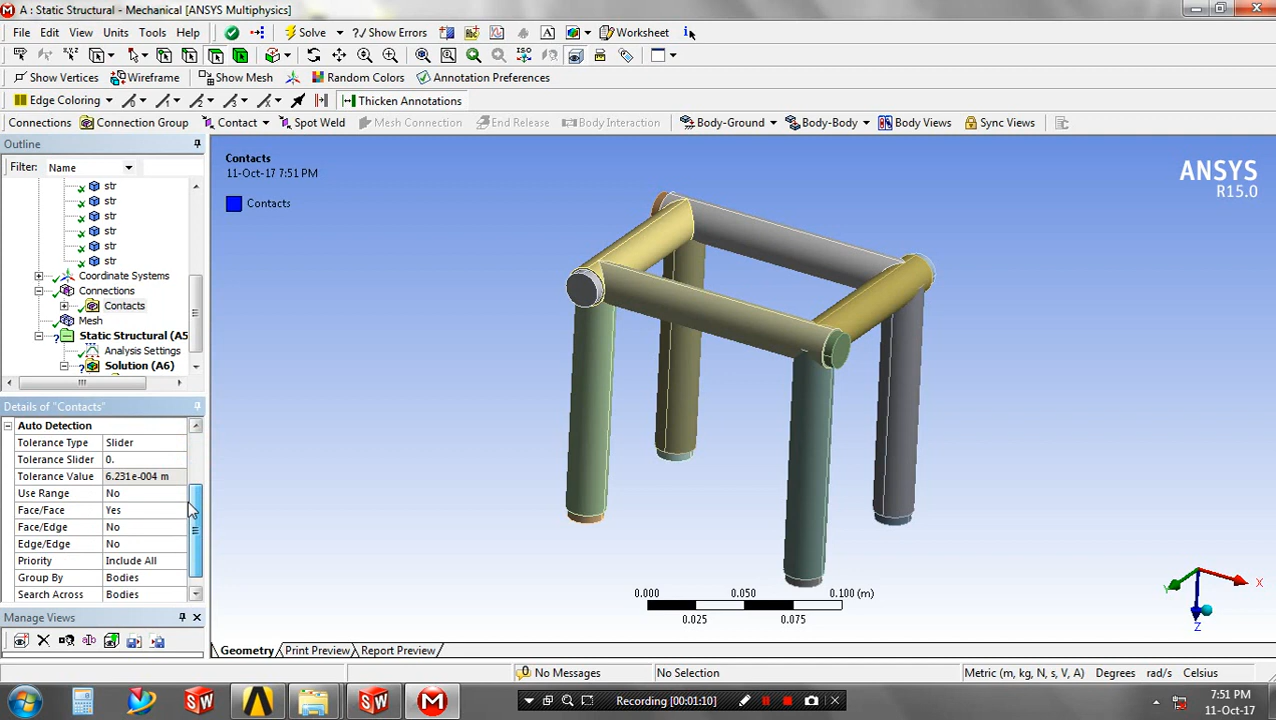 A : Static Structural - Mechanical [ANSYS Multiphysics]
File Edit View Units Tools Help Solve ?/ Show Errors Worksheet
Show Vertices Wireframe Show Mesh Random Colors Annotation Preferences
Edge Coloring Thicken Annotations
Connections Connection Group Contact Spot Weld Mesh Connection End Release Body Interaction Body-Ground Body-Body Body Views Sync Views
Outline
Filter: Name
str
str
str
str
str
str
Coordinate Systems
Connections
Contacts
Mesh
Static Structural (A5
Analysis Settings
Solution (A6)
Details of "Contacts"
Auto Detection
Tolerance Type Slider
Tolerance Slider 0.
Tolerance Value 6.231e-004 m
Use Range No
Face/Face Yes
Face/Edge No
Edge/Edge No
Priority Include All
Group By Bodies
Search Across Bodies
Manage Views
Contacts
11-Oct-17 7:51 PM
Contacts
ANSYS
R15.0
0.000 0.050 0.100 (m)
0.025 0.075
X
Y
Z
Geometry Print Preview Report Preview
No Messages No Selection Metric (m, kg, N, s, V, A) Degrees rad/s Celsius
SW SW M Recording [00:01:10] 7:51 PM
11-Oct-17